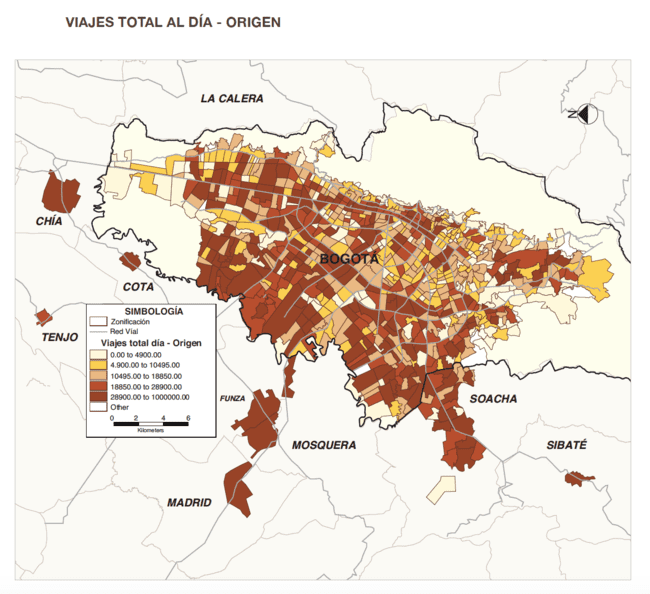 VIAJES TOTAL AL DÍA - ORIGEN
LA CALERA
N
CHÍA
BOGOTÁ
COTA
SIMBOLOGÍA
Zonificación
Red Vial
Viajes total día - Origen
0.00 to 4900.00
4.900.00 to 10495.00
10495.00 to 18850.00
18850.00 to 28900.00
28900.00 to 1000000.00
Other
0 2 4 6
Kilometers
TENJO
FUNZA
SOACHA
MOSQUERA
SIBATÉ
MADRID